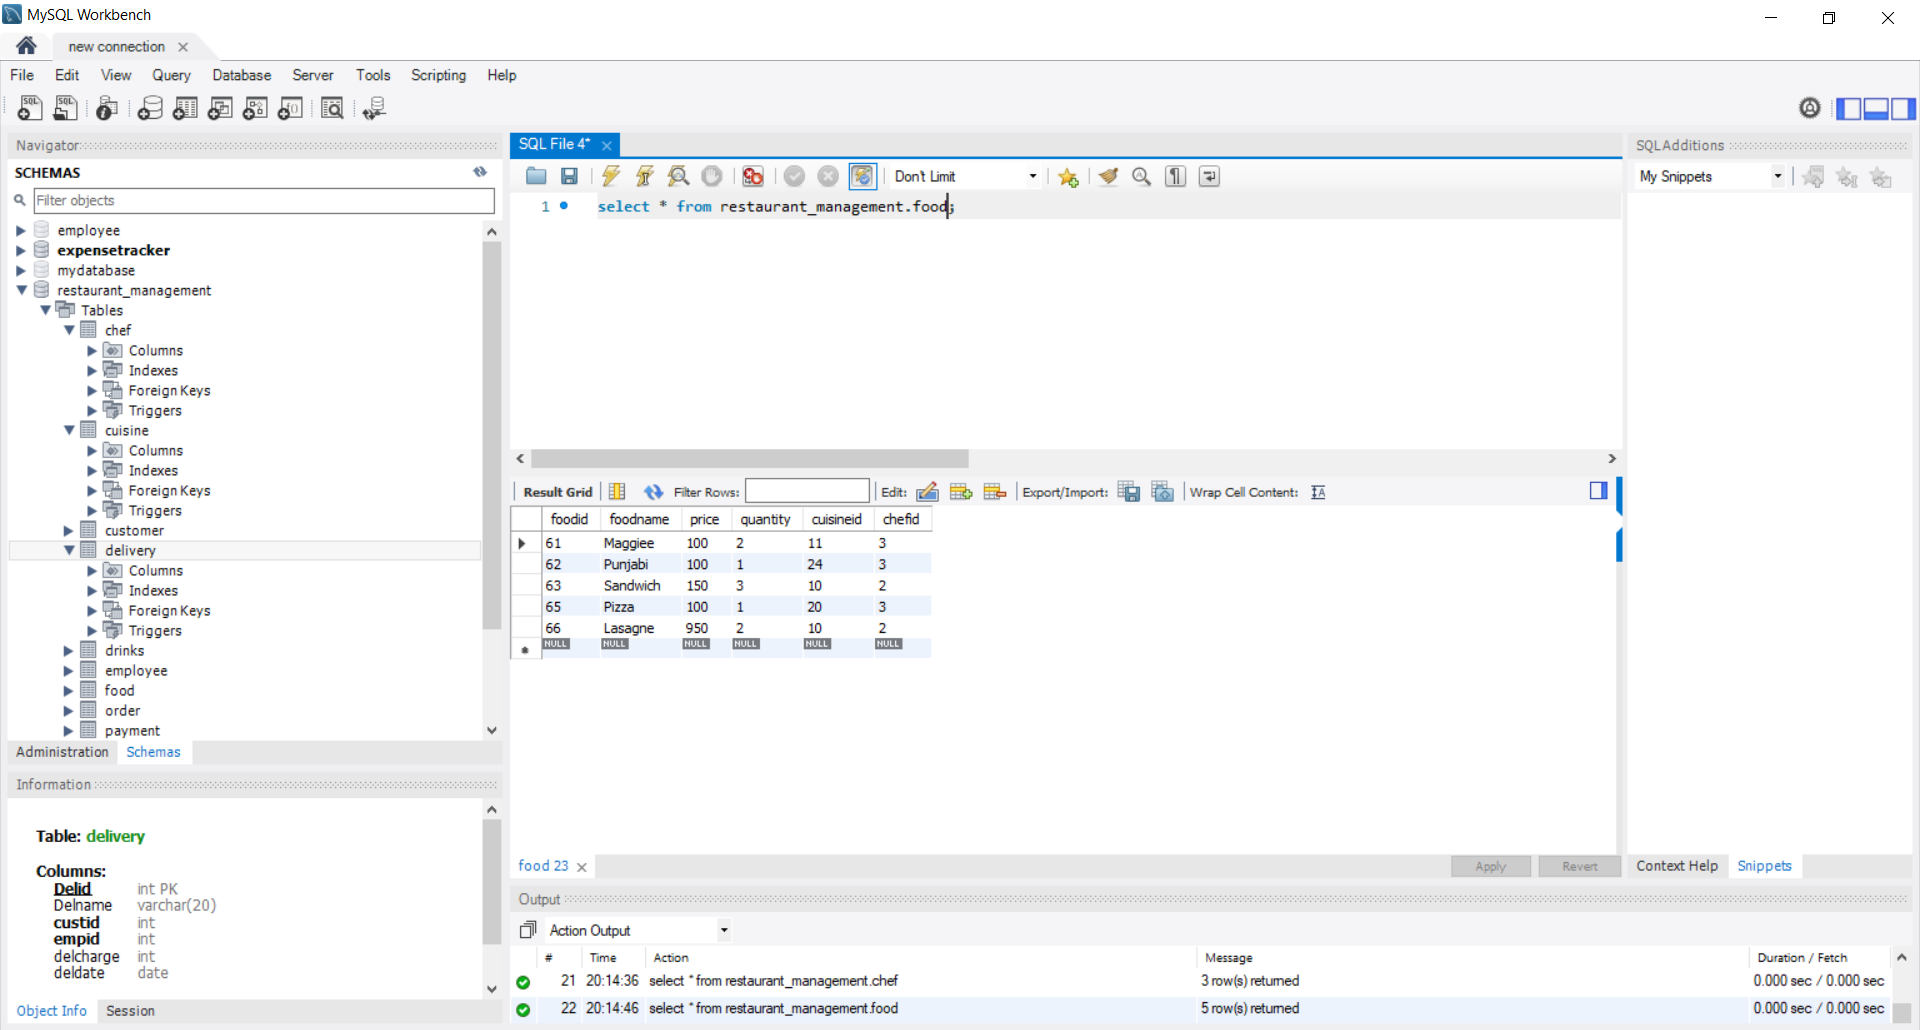 MySQL Workbench
new connection
File Edit View Query Database Server Tools Scripting Help
Navigator
SCHEMAS
Filter objects
employee
expensetracker
mydatabase
restaurant_management
Tables
chef
Columns
Indexes
Foreign Keys
Triggers
cuisine
Columns
Indexes
Foreign Keys
Triggers
customer
delivery
Columns
Indexes
Foreign Keys
Triggers
drinks
employee
food
order
payment
Administration Schemas
Information
Table: delivery
Columns:
Delid int PK
Delname varchar(20)
custid int
empid int
delcharge int
deldate date
Object Info Session
SQL File 4*
Don't Limit
1 select * from restaurant_management.food;
Result Grid Filter Rows: Edit: Export/Import: Wrap Cell Content:
foodid foodname price quantity cuisineid chefid
61 Maggiee 100 2 11 3
62 Punjabi 100 1 24 3
63 Sandwich 150 3 10 2
65 Pizza 100 1 20 3
66 Lasagne 950 2 10 2
NULL NULL NULL NULL NULL NULL
food 23
Apply Revert
Output
Action Output
# Time Action Message Duration / Fetch
21 20:14:36 select * from restaurant_management.chef 3 row(s) returned 0.000 sec / 0.000 sec
22 20:14:46 select * from restaurant_management.food 5 row(s) returned 0.000 sec / 0.000 sec
SQLAdditions
My Snippets
Context Help Snippets